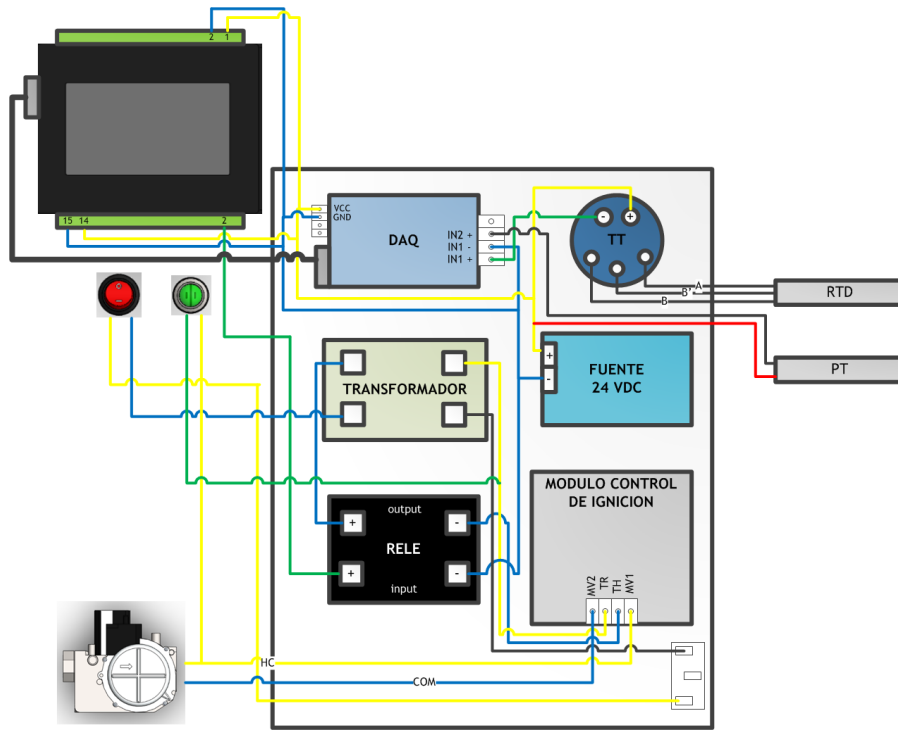 2 1
15 14 2
VCC
GND
DAQ
IN2 +
IN1 -
IN1 +
- +
TT
A
B'
B
RTD
PT
TRANSFORMADOR
+
-
FUENTE
24 VDC
output
+ -
RELE
+ -
input
MODULO CONTROL
DE IGNICION
MV2 TR TH MV1
HC
COM